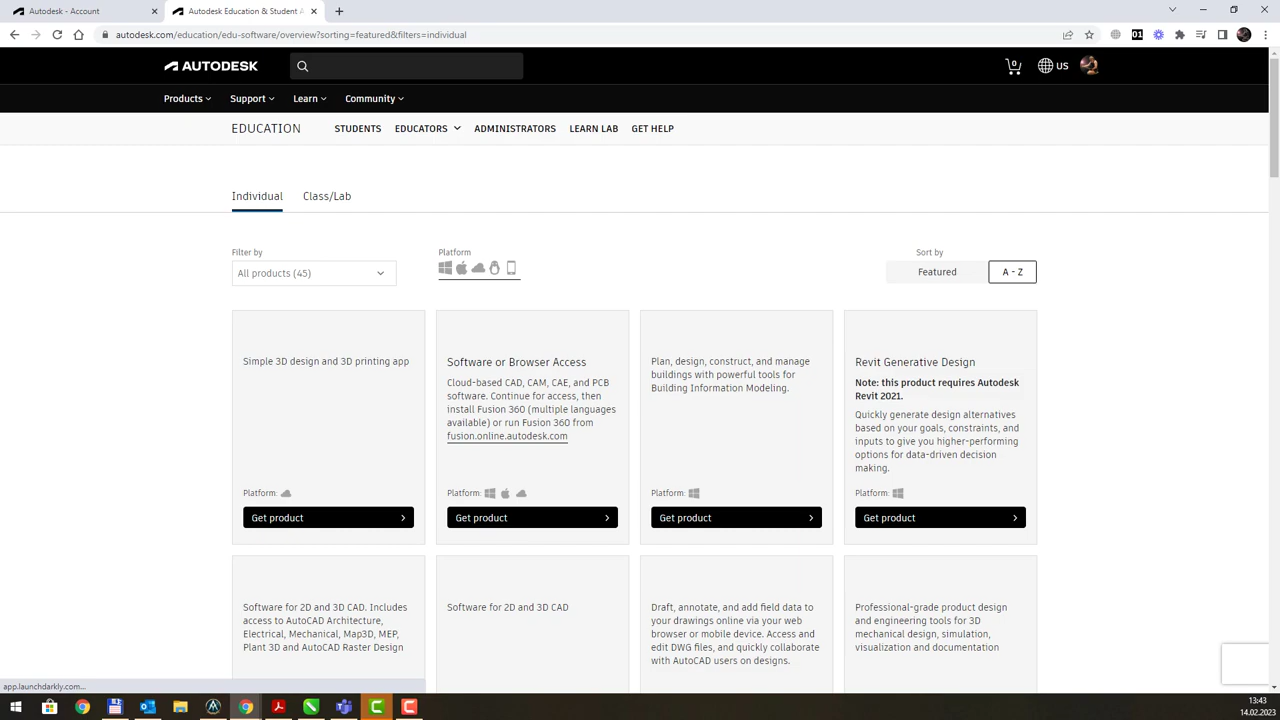 Autodesk - Account
Autodesk Education & Student A
autodesk.com/education/edu-software/overview?sorting=featured&filters=individual
01
AUTODESK
0
US
Products
Support
Learn
Community
EDUCATION
STUDENTS
EDUCATORS
ADMINISTRATORS
LEARN LAB
GET HELP
Individual
Class/Lab
Filter by
Platform
Sort by
All products (45)
Featured
A - Z
Simple 3D design and 3D printing app
Platform:
Get product
Software or Browser Access
Cloud-based CAD, CAM, CAE, and PCB
software. Continue for access, then
install Fusion 360 (multiple languages
available) or run Fusion 360 from
fusion.online.autodesk.com
Platform:
Get product
Plan, design, construct, and manage
buildings with powerful tools for
Building Information Modeling.
Platform:
Get product
Revit Generative Design
Note: this product requires Autodesk
Revit 2021.
Quickly generate design alternatives
based on your goals, constraints, and
inputs to give you higher-performing
options for data-driven decision
making.
Platform:
Get product
Software for 2D and 3D CAD. Includes
access to AutoCAD Architecture,
Electrical, Mechanical, Map3D, MEP,
Plant 3D and AutoCAD Raster Design
Software for 2D and 3D CAD
Draft, annotate, and add field data to
your drawings online via your web
browser or mobile device. Access and
edit DWG files, and quickly collaborate
with AutoCAD users on designs.
Professional-grade product design
and engineering tools for 3D
mechanical design, simulation,
visualization and documentation
app.launchdarkly.com...
13:43
14.02.2023